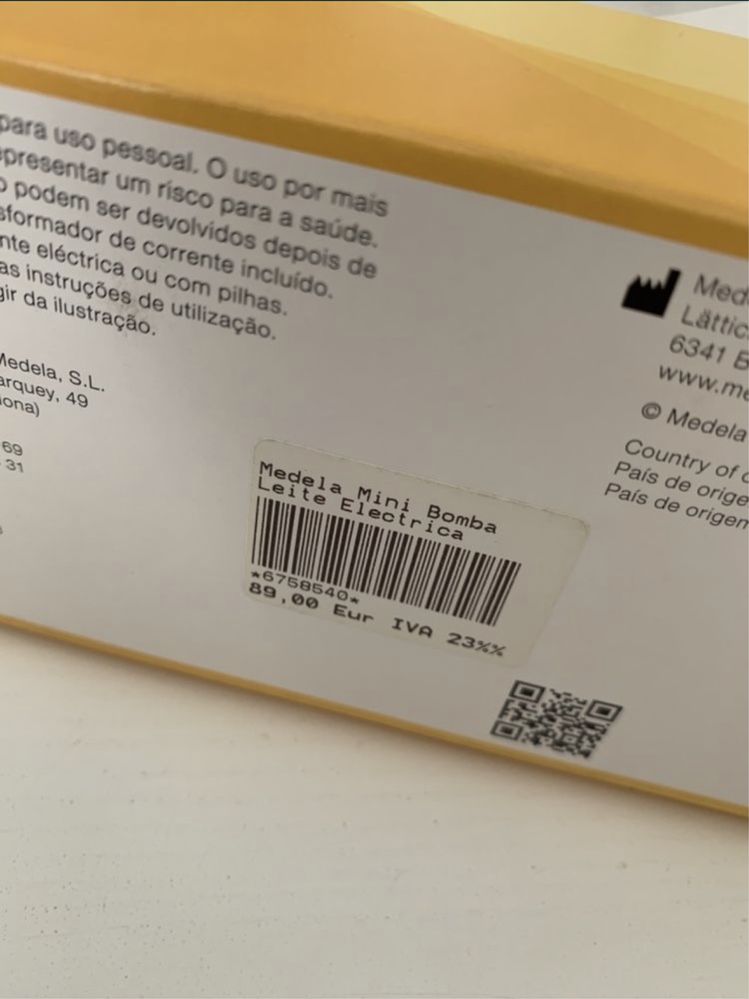 para uso pessoal. O uso por mais
presentar um risco para a saúde.
podem ser devolvidos depois de
sformador de corrente incluído.
nte eléctrica ou com pilhas.
as instruções de utilização.
gir da ilustração.
Medela, S.L.
arquey, 49
ona)
69
31
Med
Lättic
6341 B
www.me
© Medela
Country of
País de orige
País de origem
Medela Mini Bomba
Leite Electrica
*6758540*
89,00 Eur IVA 23%%